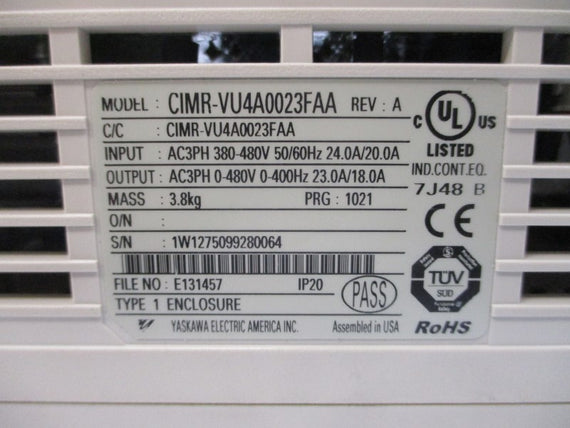 MODEL : CIMR-VU4A0023FAA REV : A
C/C : CIMR-VU4A0023FAA
INPUT : AC3PH 380-480V 50/60Hz 24.0A/20.0A
OUTPUT : AC3PH 0-480V 0-400Hz 23.0A/18.0A
MASS : 3.8kg PRG : 1021
O/N :
S/N : 1W1275099280064
FILE NO : E131457 IP20
TYPE 1 ENCLOSURE
PASS
YASKAWA ELECTRIC AMERICA INC. Assembled in USA
C UL US
LISTED
IND.CONT.EQ.
7J48 B
CE
TÜV
SÜD
RoHS